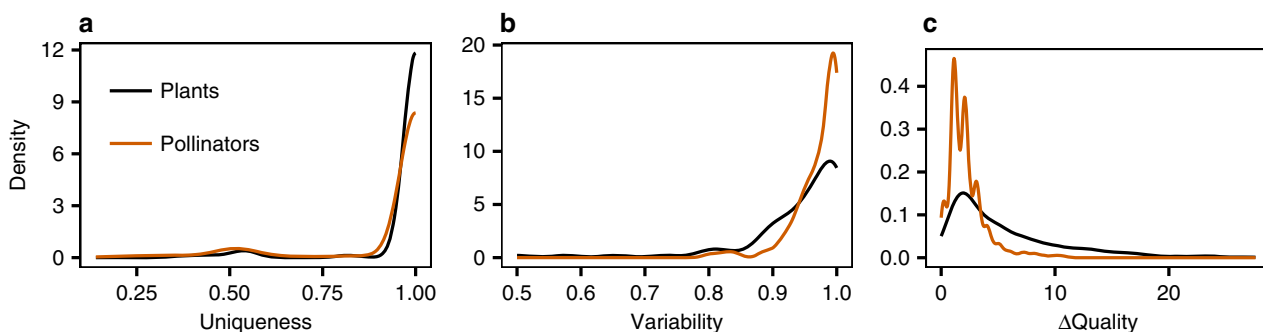 a
b
c
12
9
6
3
0
Density
Plants
Pollinators
0.25 0.50 0.75 1.00
Uniqueness
20
15
10
5
0
0.5 0.6 0.7 0.8 0.9 1.0
Variability
0.4
0.3
0.2
0.1
0.0
0 10 20
ΔQuality